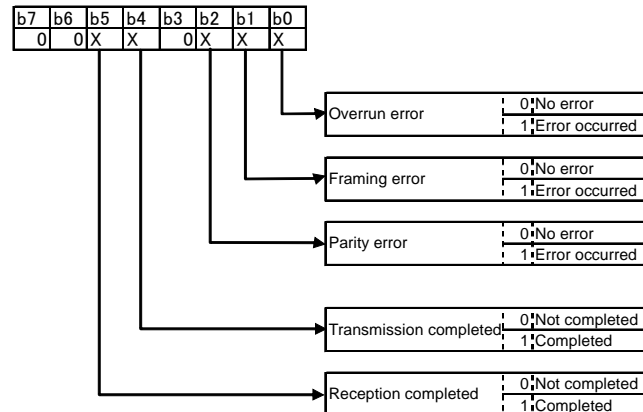 b7 b6 b5 b4 b3 b2 b1 b0
0 0 X X 0 X X X
Overrun error
0 No error
1 Error occurred
Framing error
0 No error
1 Error occurred
Parity error
0 No error
1 Error occurred
Transmission completed
0 Not completed
1 Completed
Reception completed
0 Not completed
1 Completed